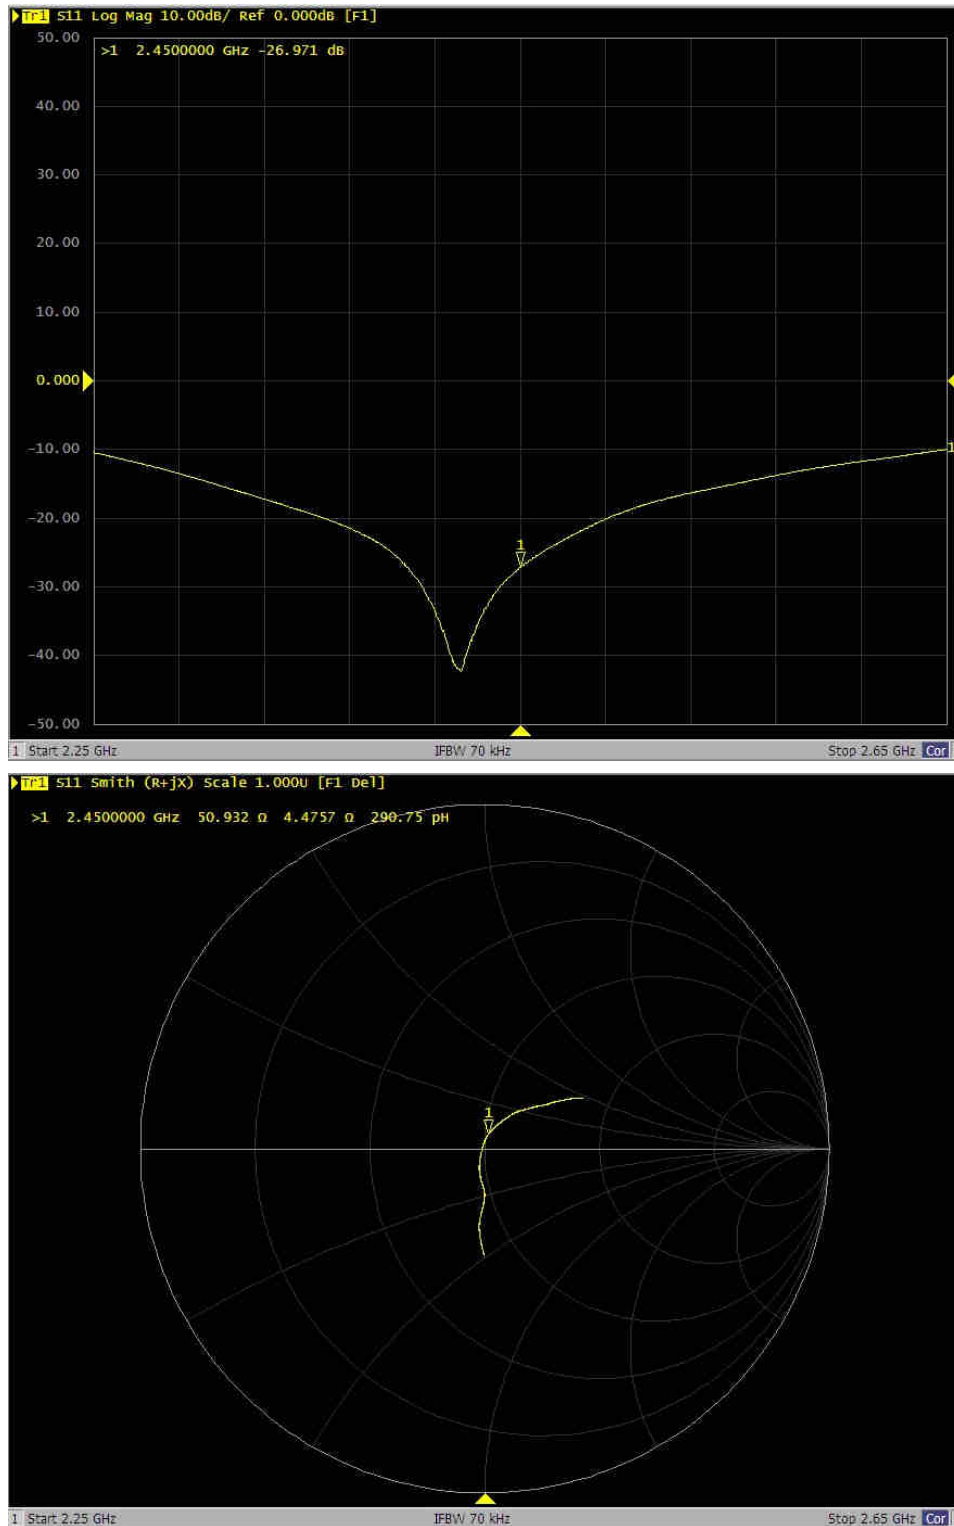 Tr1 S11 Log Mag 10.00dB/ Ref 0.000dB [F1]
50.00
>1 2.4500000 GHz -26.971 dB
40.00
30.00
20.00
10.00
0.000
-10.00
1
-20.00
1
-30.00
-40.00
-50.00
1 Start 2.25 GHz IFBW 70 kHz Stop 2.65 GHz Cor
Tr1 S11 Smith (R+jX) Scale 1.000U [F1 Del]
>1 2.4500000 GHz 50.932 Ω 4.4757 Ω 290.75 pH
1
1 Start 2.25 GHz IFBW 70 kHz Stop 2.65 GHz Cor